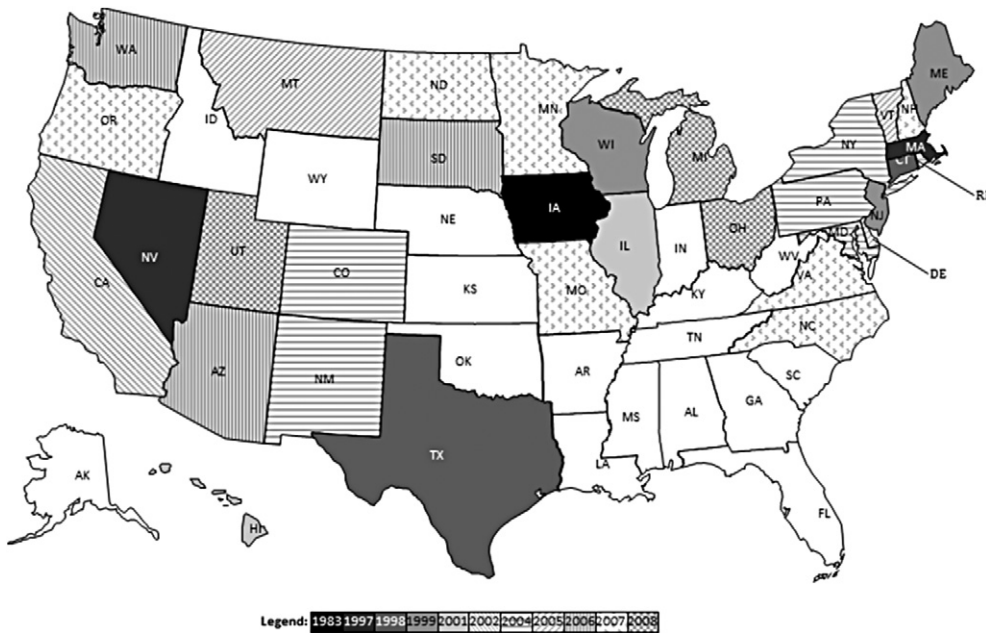 WA
MT
ND
MN
ME
VT
NH
OR
ID
SD
WI
MI
NY
MA
CT
RI
WY
IA
PA
NJ
NE
NV
UT
IL
IN
OH
MD
DE
CA
CO
KS
MO
WV
VA
KY
NC
TN
AZ
NM
OK
AR
SC
MS
AL
GA
TX
LA
FL
AK
HI
Legend: 1983 1997 1998 1999 2001 2002 2004 2005 2006 2007 2008